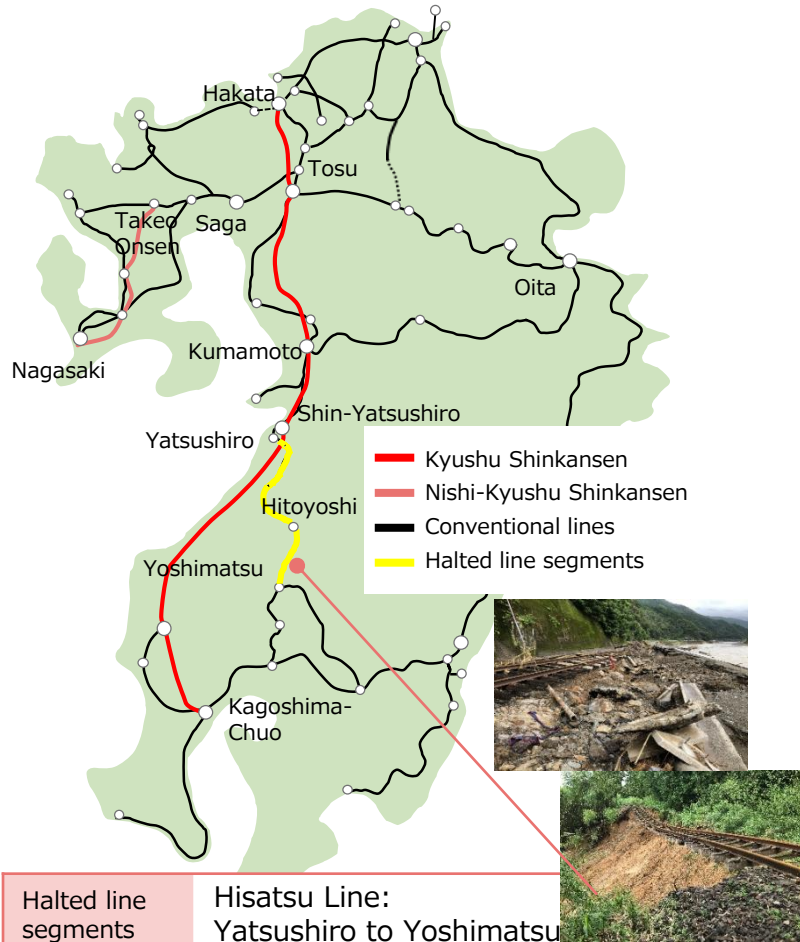 Hakata
Tosu
Takeo
Onsen
Saga
Oita
Nagasaki
Kumamoto
Shin-Yatsushiro
Yatsushiro
Kyushu Shinkansen
Nishi-Kyushu Shinkansen
Conventional lines
Halted line segments
Hitoyoshi
Yoshimatsu
Kagoshima-
Chuo
Halted line
segments
Hisatsu Line:
Yatsushiro to Yoshimatsu